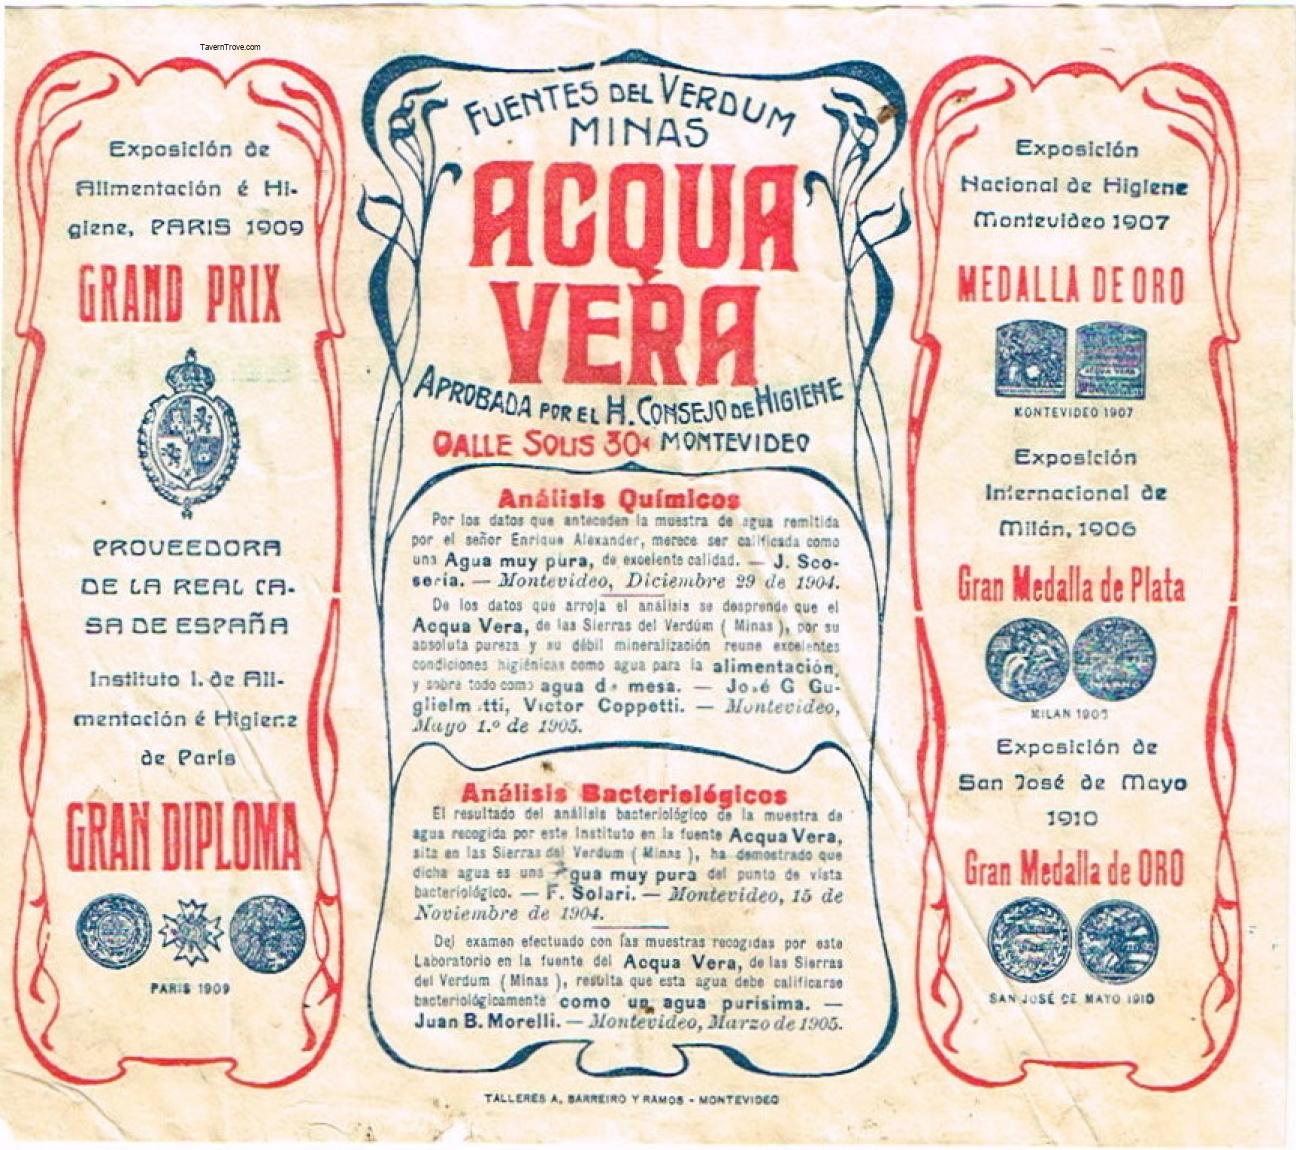 TavernTrove.com
Exposición de
Alimentación é Hi-
giene, PARIS 1909
GRAND PRIX
PROVEEDORA
DE LA REAL CA-
SA DE ESPAÑA
Instituto I. de Ali-
mentación é Higiene
de París
GRAN DIPLOMA
PARIS 1909
FUENTES DEL VERDUM
MINAS
ACQUA
VERA
APROBADA POR EL H. CONSEJO DE HIGIENE
CALLE SOLIS 30 MONTEVIDEO
Análisis Químicos
Por los datos que anteceden la muestra de agua remitida
por el señor Enrique Alexander, merece ser calificada como
una Agua muy pura, de excelente calidad. — J. Sco-
sería. — Montevideo, Diciembre 29 de 1904.
De los datos que arroja el análisis se desprende que el
Acqua Vera, de las Sierras del Verdúm ( Minas ), por su
absoluta pureza y su débil mineralización reune excelentes
condiciones higiénicas como agua para la alimentación,
y sobre todo como agua de mesa. — José G Gu-
glielmetti, Victor Coppetti. — Montevideo,
Mayo 1.º de 1905.
Análisis Bacteriológicos
El resultado del análisis bacteriológico de la muestra de
agua recogida por este Instituto en la fuente Acqua Vera,
sita en las Sierras del Verdum ( Minas ), ha demostrado que
dicha agua es una Agua muy pura del punto de vista
bacteriológico. — F. Solari. — Montevideo, 15 de
Noviembre de 1904.
Del examen efectuado con las muestras recogidas por este
Laboratorio en la fuente del Acqua Vera, de las Sierras
del Verdum ( Minas ), resulta que esta agua debe calificarse
bacteriológicamente como un agua purísima. —
Juan B. Morelli. — Montevideo, Marzo de 1905.
TALLERES A, BARREIRO Y RAMOS - MONTEVIDEO
Exposición
Nacional de Higiene
Montevideo 1907
MEDALLA DE ORO
ACQUA VERA
MONTEVIDEO 1907
Exposición
Internacional de
Milán, 1906
Gran Medalla de Plata
MILAN 1906
Exposición de
San José de Mayo
1910
Gran Medalla de ORO
SAN JOSÉ DE MAYO 1910